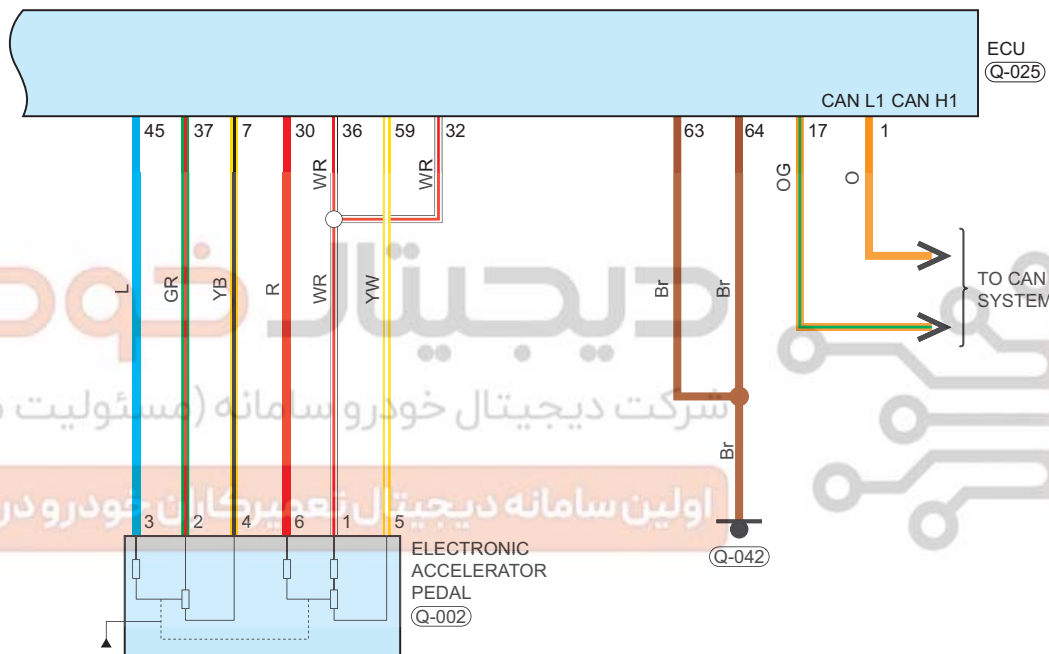 ECU
Q-025
CAN L1 CAN H1
45 37 7 30 36 59 32 63 64 17 1
WR WR OG O
L GR YB R WR YW Br Br
TO CAN
SYSTEM
دیجیتال خود
شرکت دیجیتال خودرو سامانه (مسئولیت
Br
اولین سامانه دیجیتال تعمیرکاران خودرو در
3 2 4 6 1 5
ELECTRONIC
ACCELERATOR
PEDAL
Q-002
Q-042